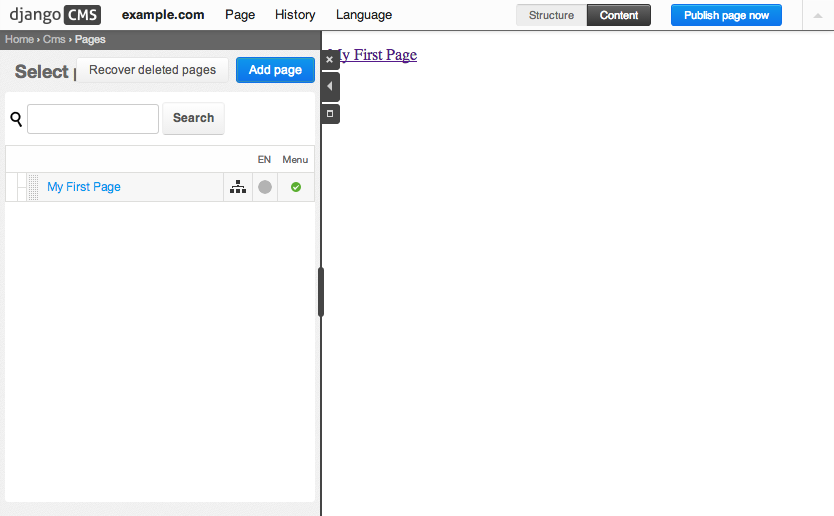 django CMS example.com Page History Language Structure Content Publish page now
Home › Cms › Pages
My First Page
Select p Recover deleted pages Add page
Search
EN Menu
My First Page